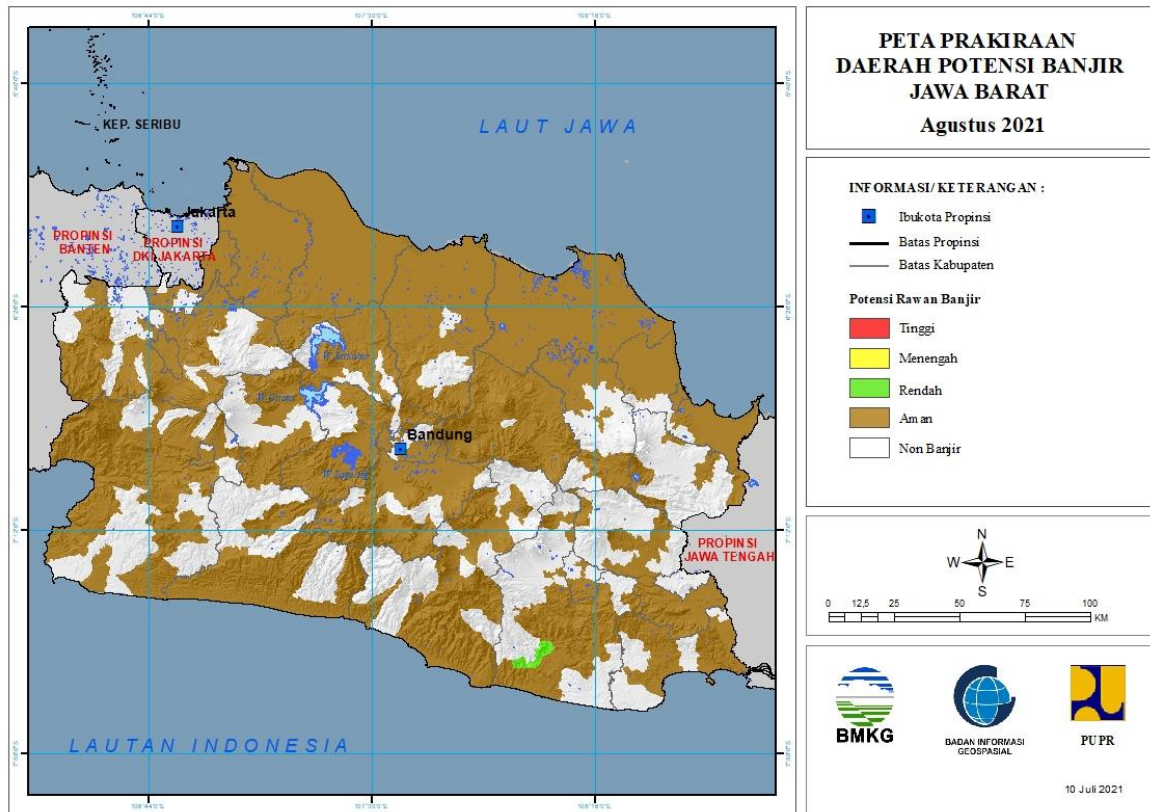 PETA PRAKIRAAN
DAERAH POTENSI BANJIR
JAWA BARAT
Agustus 2021
INFORMASI/ KETERANGAN :
Ibukota Propinsi
Batas Propinsi
Batas Kabupaten
Potensi Rawan Banjir
Tinggi
Menengah
Rendah
Aman
Non Banjir
N
W
E
S
0
12,5
25
50
75
100
KM
BMKG
BADAN INFORMASI
GEOSPASIAL
PUPR
10 Juli 2021
KEP. SERIBU
LAUT JAWA
Jakarta
PROPINSI
BANTEN
PROPINSI
DKI JAKARTA
Bandung
PROPINSI
JAWA TENGAH
LAUTAN INDONESIA